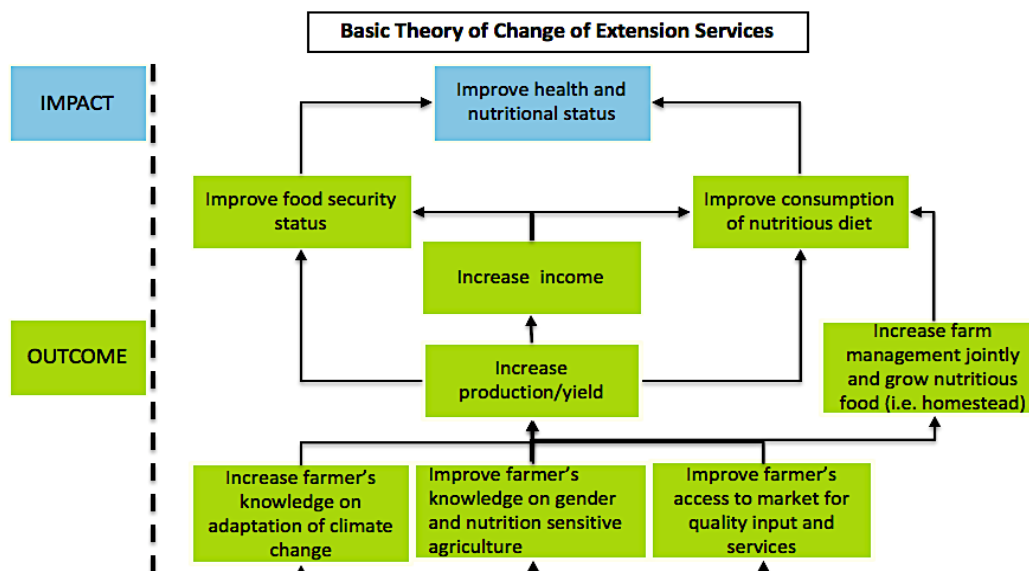 Basic Theory of Change of Extension Services
IMPACT
Improve health and
nutritional status
Improve food security
status
Improve consumption
of nutritious diet
Increase income
OUTCOME
Increase
production/yield
Increase farm
management jointly
and grow nutritious
food (i.e. homestead)
Increase farmer’s
knowledge on
adaptation of climate
change
Improve farmer’s
knowledge on gender
and nutrition sensitive
agriculture
Improve farmer’s
access to market for
quality input and
services